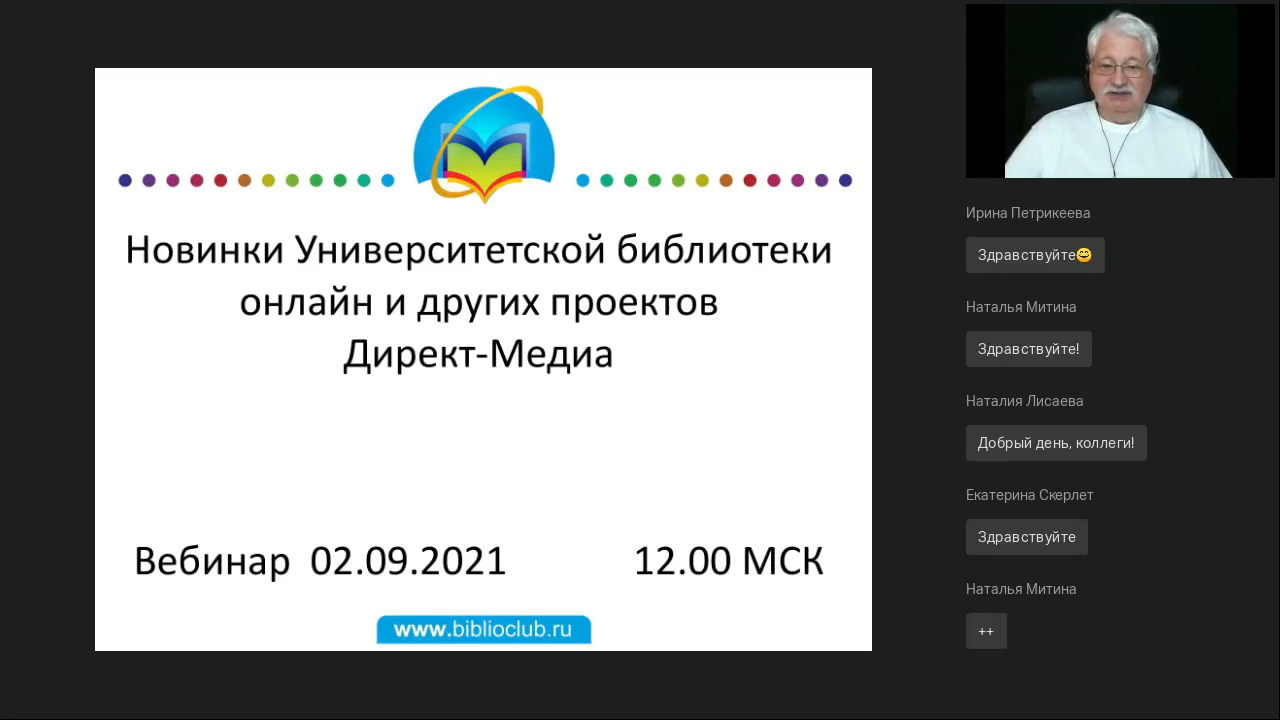 Новинки Университетской библиотеки
онлайн и других проектов
Директ-Медиа
Вебинар 02.09.2021 12.00 МСК
www.biblioclub.ru
Ирина Петрикеева
Здравствуйте😄
Наталья Митина
Здравствуйте!
Наталия Лисаева
Добрый день, коллеги!
Екатерина Скерлет
Здравствуйте
Наталья Митина
++